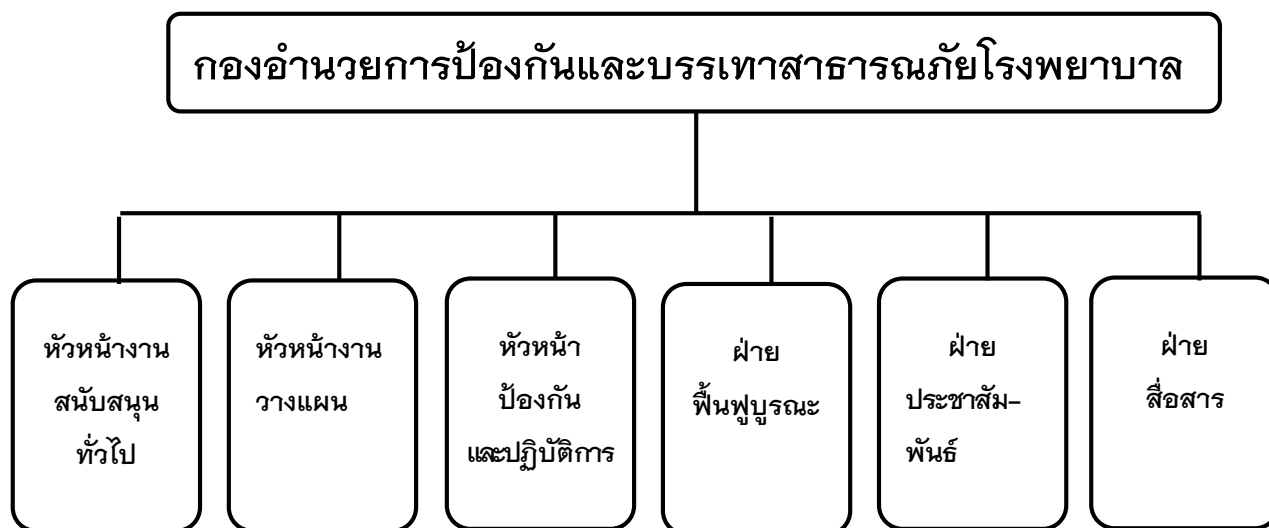 กองอำนวยการป้องกันและบรรเทาสาธารณภัยโรงพยาบาล
หัวหน้างาน
สนับสนุน
ทั่วไป
หัวหน้างาน
วางแผน
หัวหน้า
ป้องกัน
และปฏิบัติการ
ฝ่าย
ฟื้นฟูบูรณะ
ฝ่าย
ประชาสัม-
พันธ์
ฝ่าย
สื่อสาร